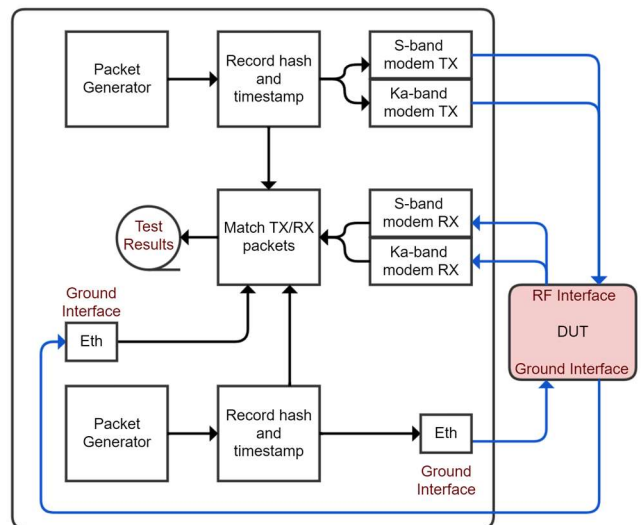 Packet
Generator
Record hash
and
timestamp
S-band
modem TX
Ka-band
modem TX
Test
Results
Match TX/RX
packets
S-band
modem RX
Ka-band
modem RX
Ground
Interface
Eth
RF Interface
DUT
Ground Interface
Packet
Generator
Record hash
and
timestamp
Eth
Ground
Interface